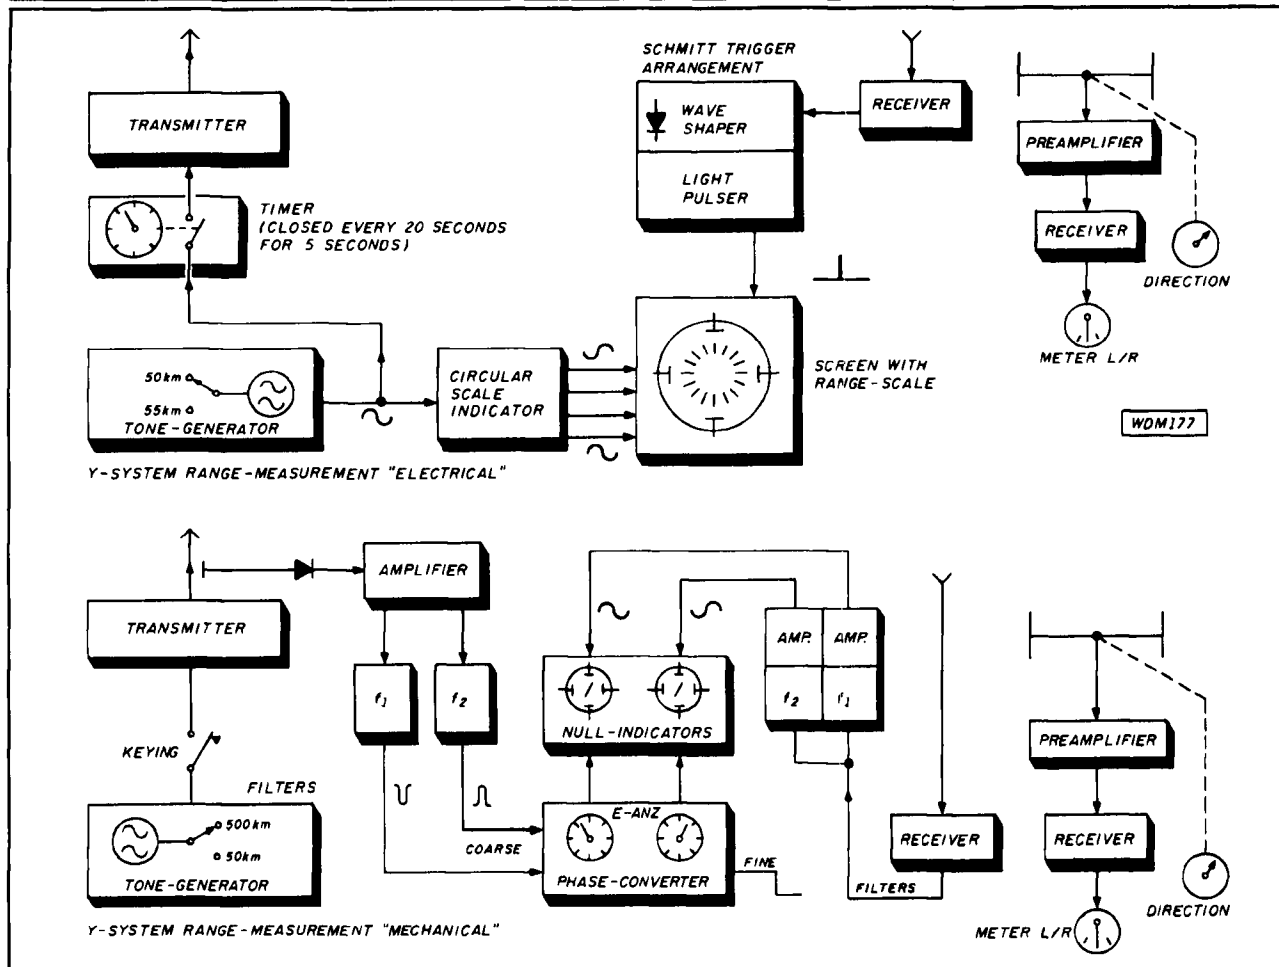 SCHMITT TRIGGER
ARRANGEMENT
TRANSMITTER
WAVE
SHAPER
RECEIVER
LIGHT
PULSER
PREAMPLIFIER
TIMER
(CLOSED EVERY 20 SECONDS
FOR 5 SECONDS)
RECEIVER
DIRECTION
METER L/R
50km
55km
TONE-GENERATOR
CIRCULAR
SCALE
INDICATOR
SCREEN WITH
RANGE-SCALE
WDM177
Y-SYSTEM RANGE-MEASUREMENT "ELECTRICAL"
AMPLIFIER
TRANSMITTER
AMP. AMP.
f1 f2
f2 f1
NULL-INDICATORS
KEYING
FILTERS
PREAMPLIFIER
500km
50km
TONE-GENERATOR
COARSE
E-ANZ
PHASE-CONVERTER
FINE
FILTERS
RECEIVER
RECEIVER
DIRECTION
METER L/R
Y-SYSTEM RANGE-MEASUREMENT "MECHANICAL"